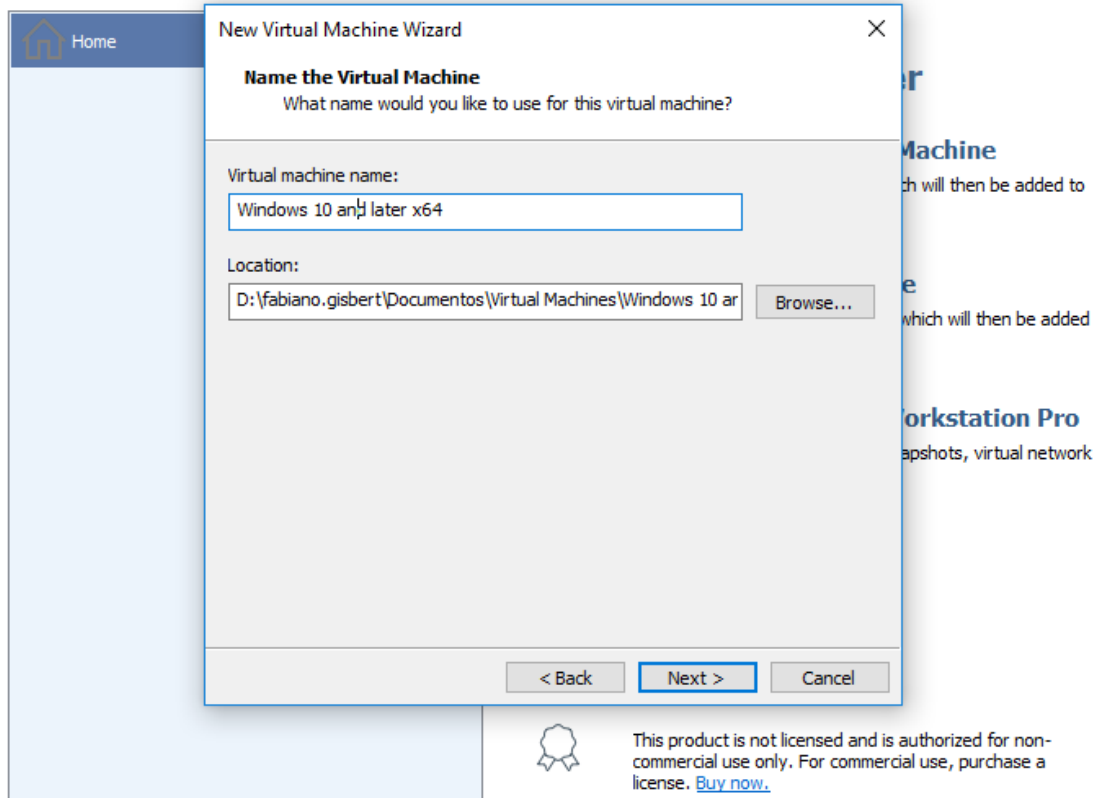 Home
New Virtual Machine Wizard
Name the Virtual Machine
What name would you like to use for this virtual machine?
Virtual machine name:
Windows 10 and later x64
Location:
D:\fabiano.gisbert\Documentos\Virtual Machines\Windows 10 ar
Browse...
< Back
Next >
Cancel
er
Machine
ch will then be added to
e
which will then be added
Workstation Pro
apshots, virtual network
This product is not licensed and is authorized for non-
commercial use only. For commercial use, purchase a
license. Buy now.